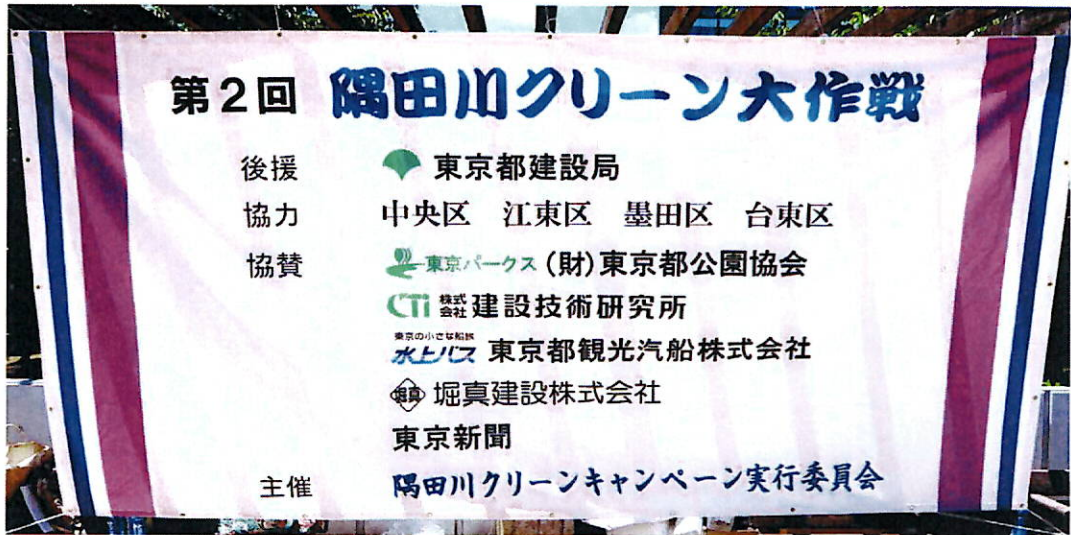 第2回 隅田川クリーン大作戦
後援 東京都建設局
協力 中央区 江東区 墨田区 台東区
協賛 東京パークス (財)東京都公園協会
CTi 株式会社 建設技術研究所
東京の小さな船旅
水上バス 東京都観光汽船株式会社
堀真 堀真建設株式会社
東京新聞
主催 隅田川クリーンキャンペーン実行委員会